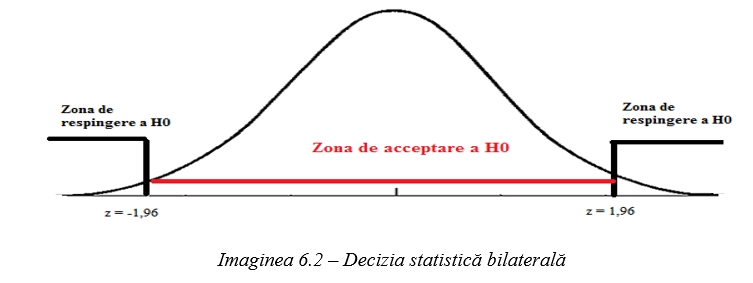 Zona de
respingere a H0
Zona de
respingere a H0
Zona de acceptare a H0
z = -1,96
z = 1,96
Imaginea 6.2 – Decizia statistică bilaterală